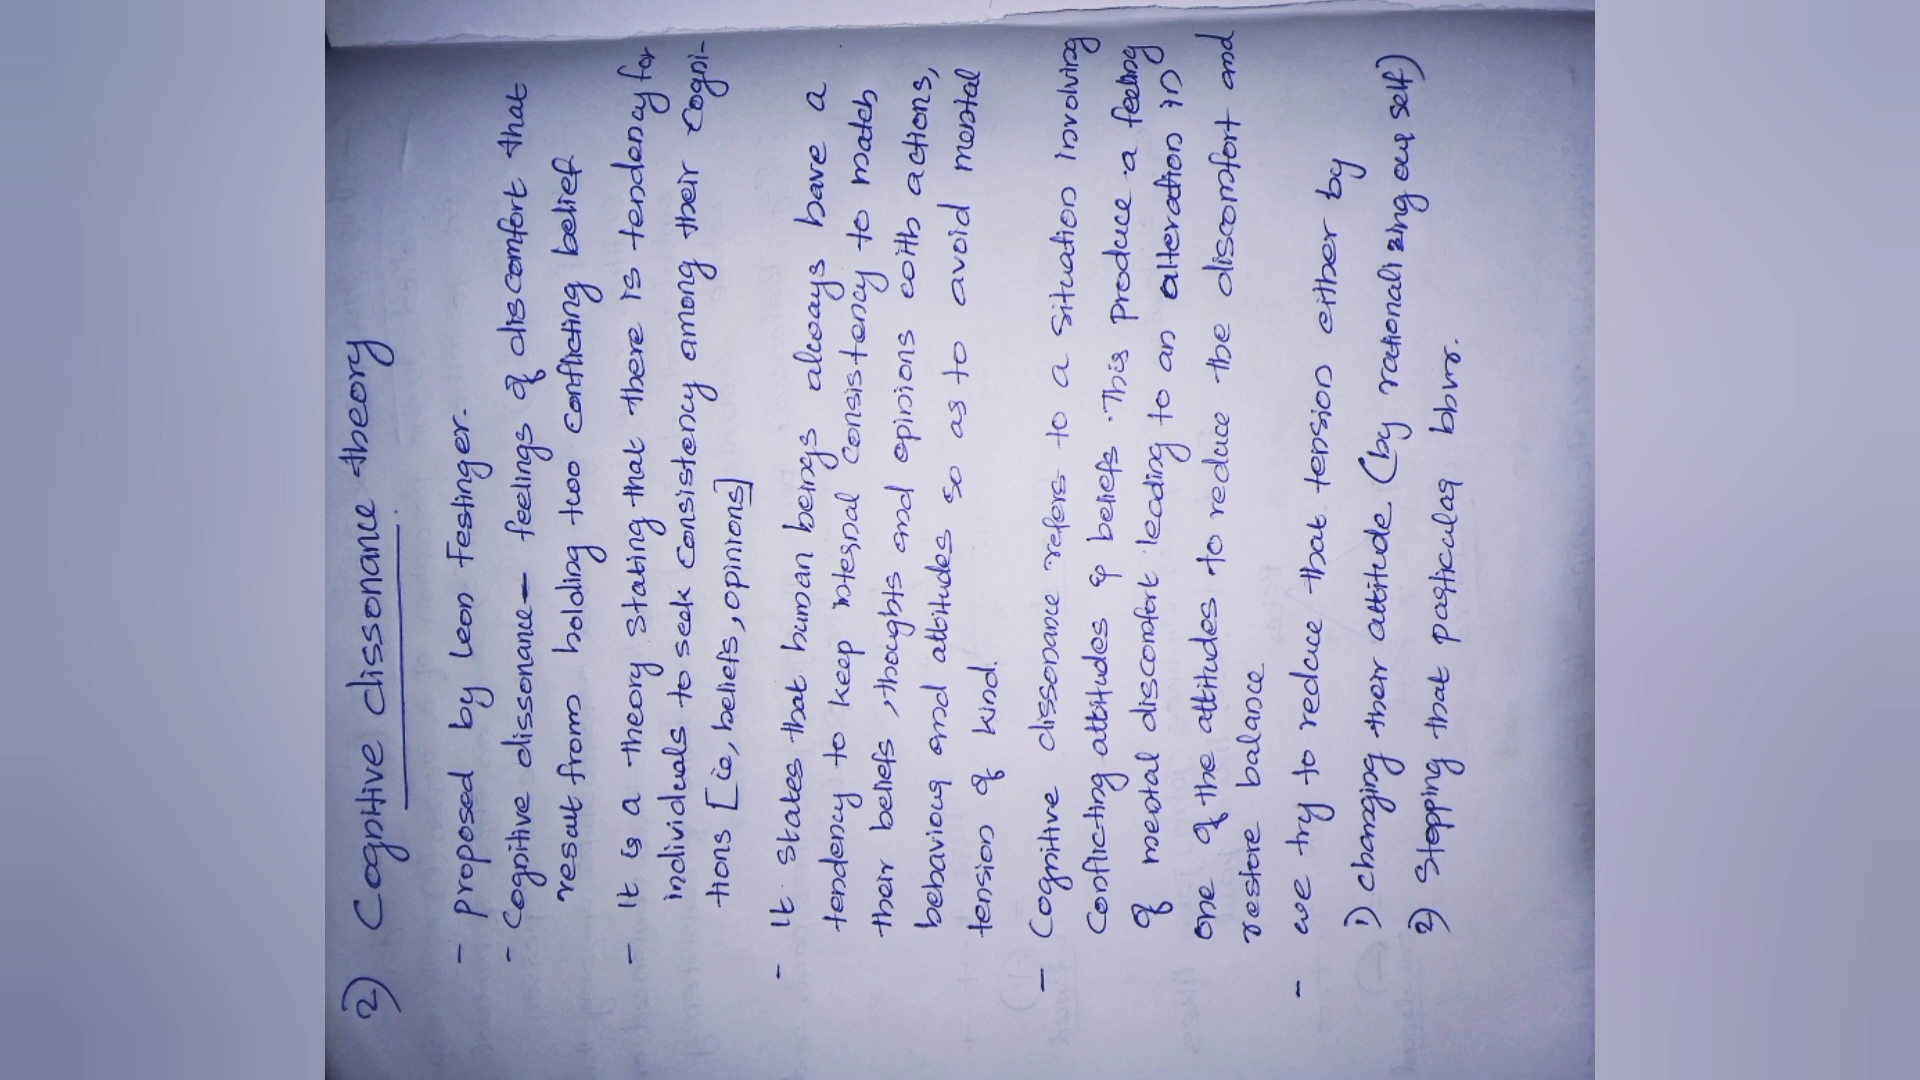 2) Cognitive dissonance theory
- proposed by Leon Festinger.
- Cognitive dissonance - feelings of discomfort that
result from holding two conflicting belief
- It is a theory stating that there is tendency for
individuals to seek consistency among their cogni-
tions [ie, beliefs, opinions]
- It states that human beings always have a
tendency to keep internal consistency to match
their beliefs, thoughts and opinions with actions,
behaviour and attitudes so as to avoid mental
tension of kind.
- Cognitive dissonance refers to a situation involving
Conflicting attitudes & beliefs. This produce a feeling
of mental discomfort leading to an alteration in
one of the attitudes to reduce the discomfort and
restore balance
- we try to reduce that tension either by
1) changing their attitude (by rationalizing our self)
2) Stopping that particular bhvr.